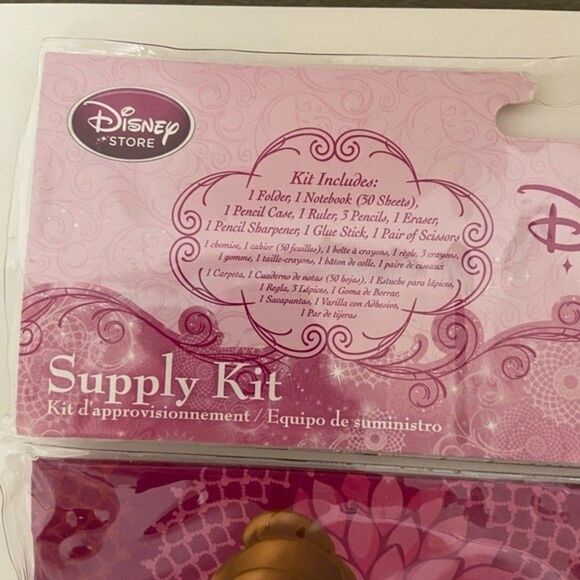 Disney
STORE
Kit Includes:
1 Folder, 1 Notebook (50 Sheets),
1 Pencil Case, 1 Ruler, 3 Pencils, 1 Eraser,
1 Pencil Sharpener, 1 Glue Stick, 1 Pair of Scissors
1 chemise, 1 cahier (50 feuilles), 1 boîte à crayons, 1 règle, 3 crayons,
1 gomme, 1 taille-crayons, 1 bâton de colle, 1 paire de ciseaux
1 Carpeta, 1 Cuaderno de notas (50 hojas), 1 Estuche para lápices,
1 Regla, 3 Lápices, 1 Goma de Borrar,
1 Sacapuntas, 1 Varilla con Adhesivo,
1 Par de tijeras
Supply Kit
Kit d'approvisionnement / Equipo de suministro